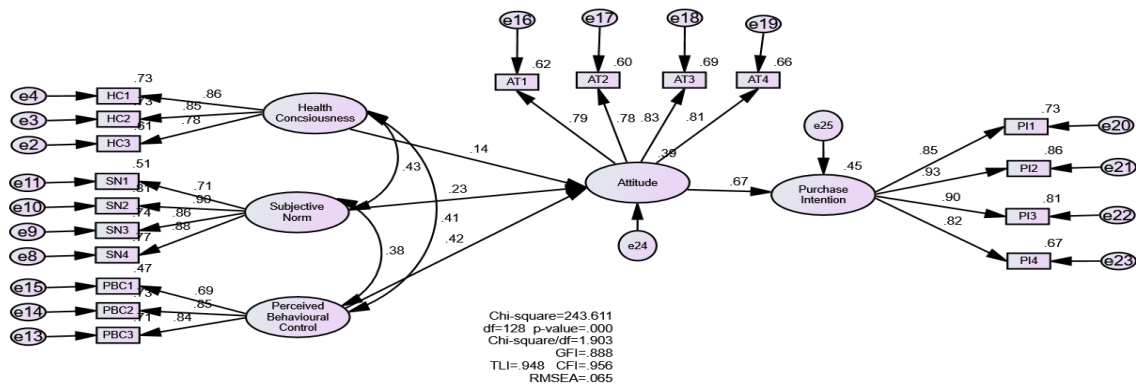 e16
e17
e18
e19
.62
.60
.69
.66
AT1
AT2
AT3
AT4
.79
.78
.83
.81
e4
HC1
.73
.86
e3
HC2
.73
.85
e2
HC3
.61
.78
Health
Concsiousness
e11
SN1
.51
.71
e10
SN2
.81
.90
e9
SN3
.74
.86
e8
SN4
.77
.88
Subjective
Norm
e15
PBC1
.47
.69
e14
PBC2
.73
.85
e13
PBC3
.71
.84
Perceived
Behavioural
Control
.43
.41
.38
.14
.23
.42
.39
Attitude
e24
.67
e25
.45
Purchase
Intention
.85
.93
.90
.82
.73
PI1
e20
.86
PI2
e21
.81
PI3
e22
.67
PI4
e23
Chi-square=243.611
df=128 p-value=.000
Chi-square/df=1.903
GFI=.888
TLI=.948 CFI=.956
RMSEA=.065